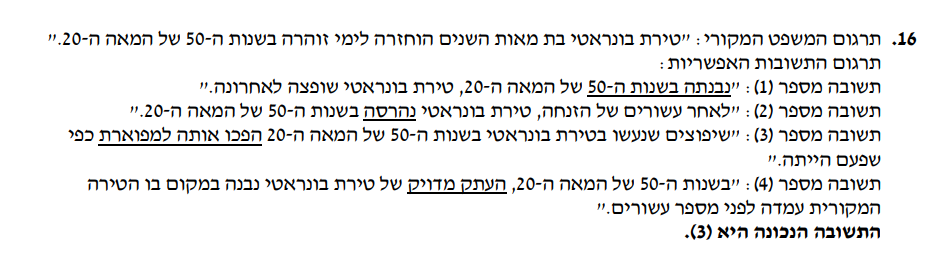 16. תרגום המשפט המקורי: "טירת בונראטי בת מאות השנים הוחזרה לימי זוהרה בשנות ה-50 של המאה ה-20."
תרגום התשובות האפשריות:
תשובה מספר (1): "נבנתה בשנות ה-50 של המאה ה-20, טירת בונראטי שופצה לאחרונה."
תשובה מספר (2): "לאחר עשורים של הזנחה, טירת בונראטי נהרסה בשנות ה-50 של המאה ה-20."
תשובה מספר (3): "שיפוצים שנעשו בטירת בונראטי בשנות ה-50 של המאה ה-20 הפכו אותה למפוארת כפי
שפעם הייתה."
תשובה מספר (4): "בשנות ה-50 של המאה ה-20, העתק מדויק של טירת בונראטי נבנה במקום בו הטירה
המקורית עמדה לפני מספר עשורים."
התשובה הנכונה היא (3).